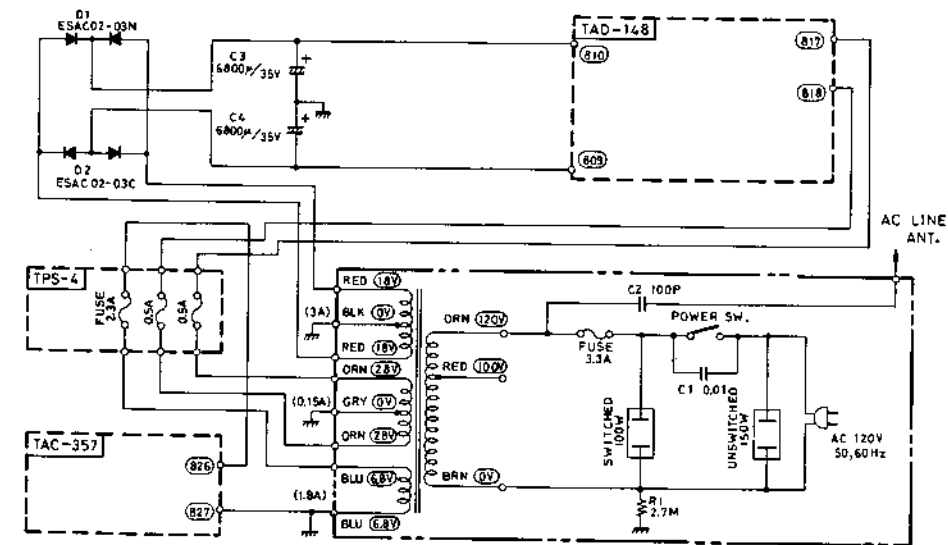 D1
ESAC02-03N
C3
6800μ/35V
C4
6800μ/35V
D2
ESAC02-03C
TAD-148
810
817
818
809
AC LINE
ANT.
TPS-4
FUSE
2.3A
0.5A
0.5A
RED 18V
(3A)
BLK 0V
RED 18V
ORN 28V
(0.15A)
GRY 0V
ORN 28V
BLU 6.8V
(1.8A)
BLU 6.8V
ORN 120V
RED 100V
BRN 0V
C2 100P
FUSE
3.3A
POWER SW.
C1 0.01
SWITCHED
100W
UNSWITCHED
150W
AC 120V
50,60Hz
R1
2.7M
TAC-357
826
827